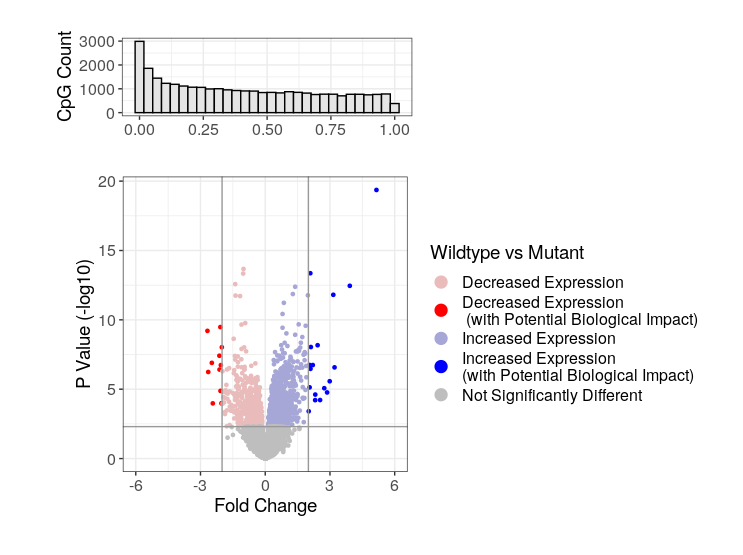 CpG Count
3000
2000
1000
0
0.00 0.25 0.50 0.75 1.00
P Value (-log10)
20
15
10
5
0
-6 -3 0 3 6
Fold Change
Wildtype vs Mutant
Decreased Expression
Decreased Expression
(with Potential Biological Impact)
Increased Expression
Increased Expression
(with Potential Biological Impact)
Not Significantly Different